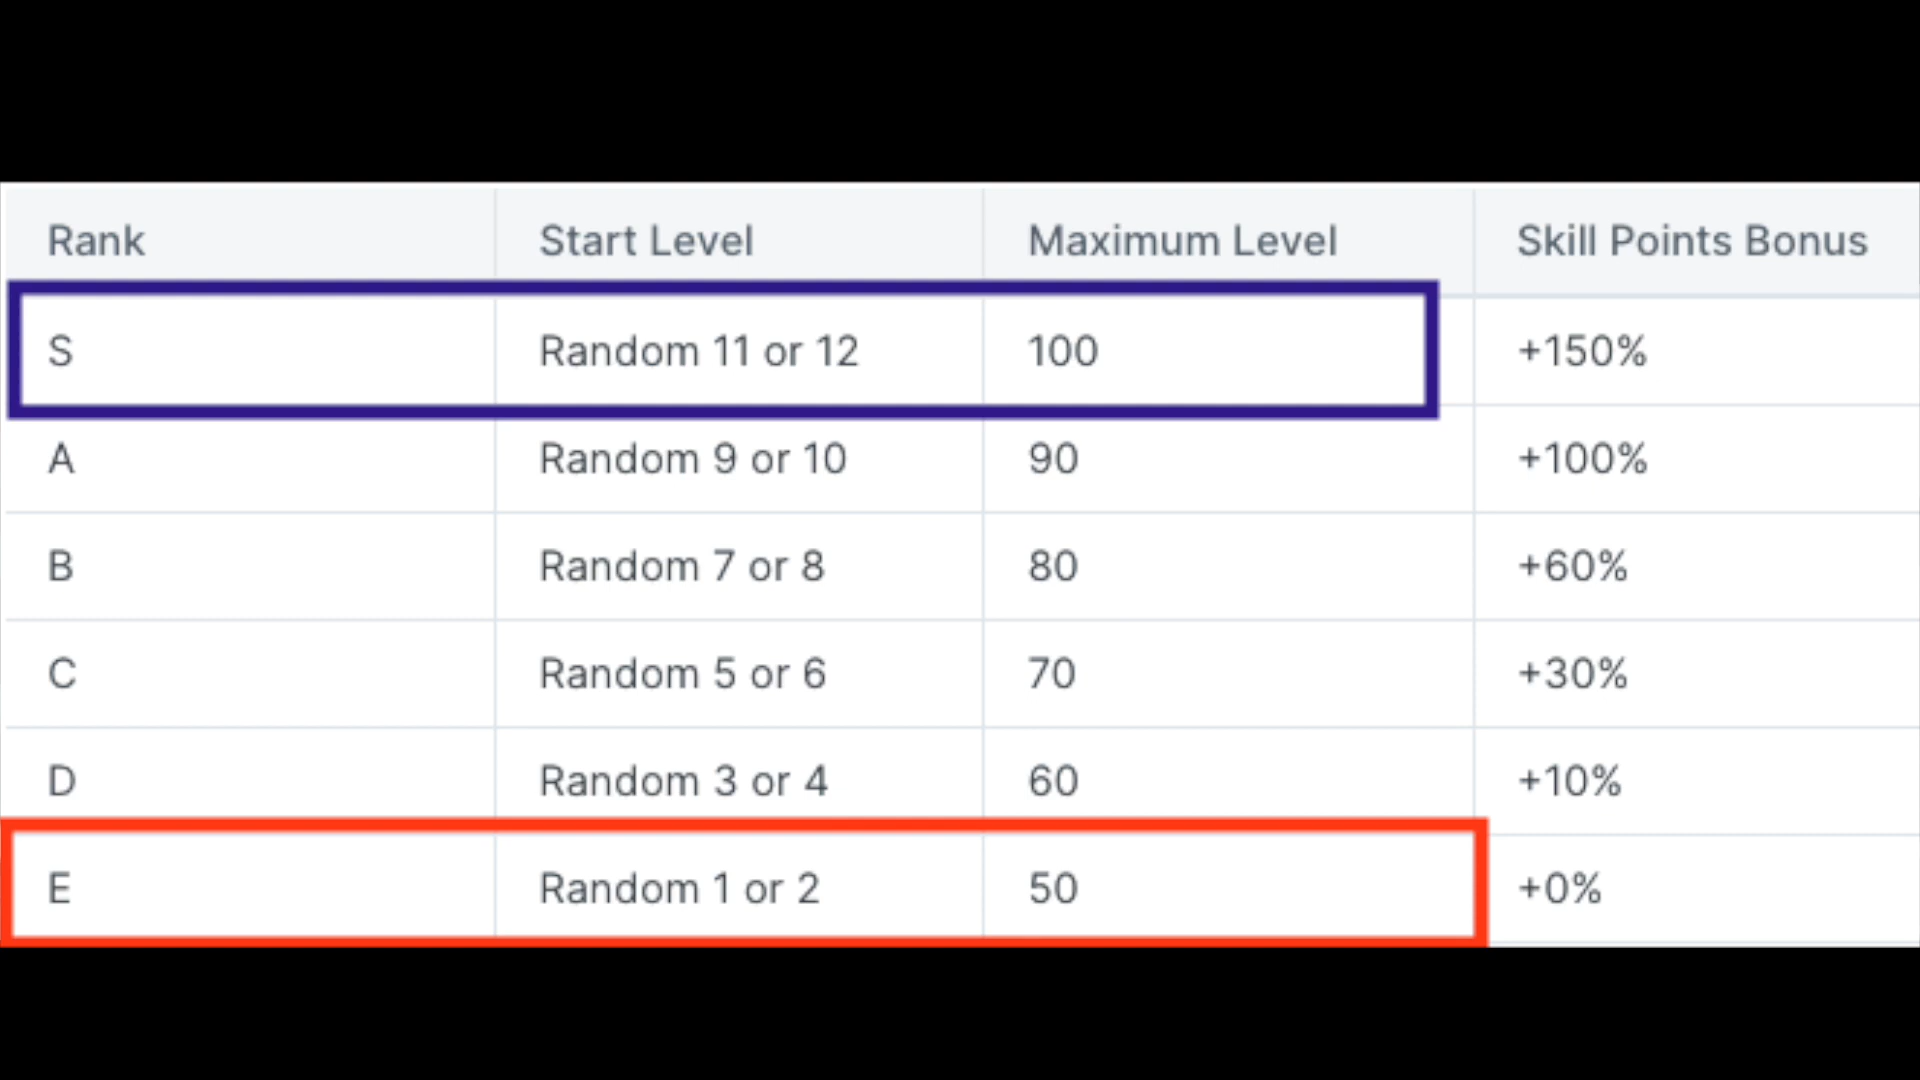 Rank Start Level Maximum Level Skill Points Bonus
S Random 11 or 12 100 +150%
A Random 9 or 10 90 +100%
B Random 7 or 8 80 +60%
C Random 5 or 6 70 +30%
D Random 3 or 4 60 +10%
E Random 1 or 2 50 +0%